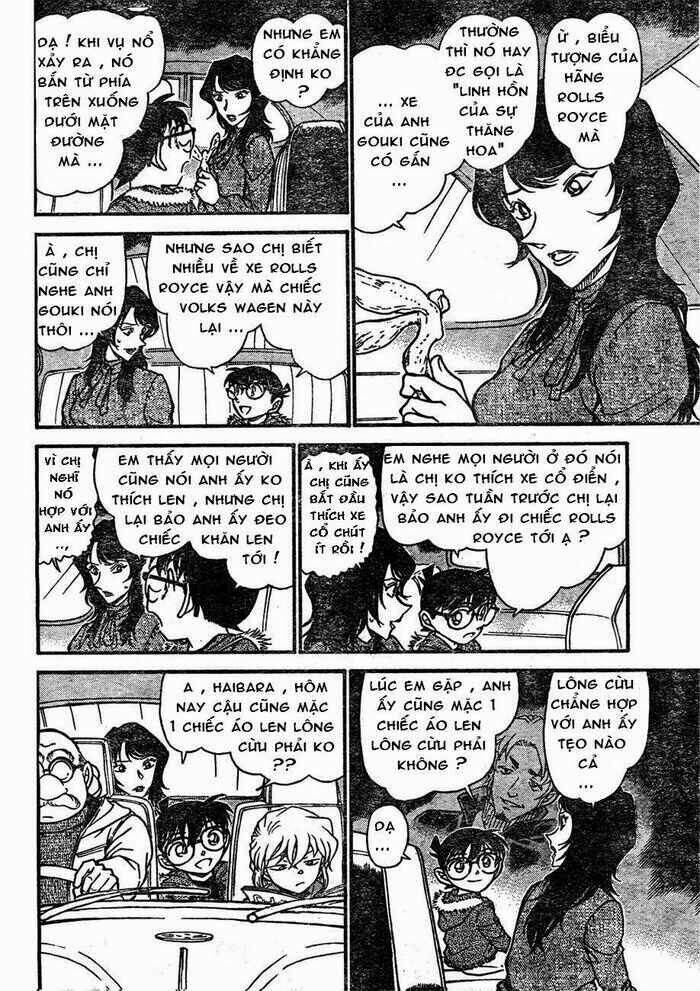 Ừ , BIỂU
TƯỢNG CỦA
HÃNG
ROLLS
ROYCE
MÀ
THƯỜNG
THÌ NÓ HAY
ĐC GỌI LÀ
"LINH HỒN
CỦA SỰ
THĂNG
HOA"
... XE
CỦA ANH
GOUKI CŨNG
CÓ GẮN
...
NHƯNG EM
CÓ KHẲNG
ĐỊNH KO
?
DẠ ! KHI VỤ NỔ
XẢY RA , NÓ
BẮN TỪ PHÍA
TRÊN XUỐNG
DƯỚI MẶT
ĐƯỜNG
MÀ ...
NHƯNG SAO CHỊ BIẾT
NHIỀU VỀ XE ROLLS
ROYCE VẬY MÀ CHIẾC
VOLKS WAGEN NÀY
LẠI ...
À , CHỊ
CŨNG CHỈ
NGHE ANH
GOUKI NÓI
THÔI ...
EM NGHE MỌI NGƯỜI Ở ĐÓ NÓI
LÀ CHỊ KO THÍCH XE CỔ ĐIỂN ,
VẬY SAO TUẦN TRƯỚC CHỊ LẠI
BẢO ANH ẤY ĐI CHIẾC ROLLS
ROYCE TỚI Ạ ?
À , KHI ẤY
CHỊ CŨNG
BẮT ĐẦU
THÍCH XE
CỔ CHÚT
ÍT RỒI !
EM THẤY MỌI NGƯỜI
CŨNG NÓI ANH ẤY KO
THÍCH LEN , NHƯNG CHỊ
LẠI BẢO ANH ẤY ĐEO
CHIẾC KHĂN LEN
TỚI !
VÌ CHỊ
NGHĨ
NÓ
HỢP VỚI
ANH ẤY
...
LÔNG CỪU
CHẲNG HỢP
VỚI ANH ẤY
TẸO NÀO
CẢ
...
LÚC EM GẶP , ANH
ẤY CŨNG MẶC 1
CHIẾC ÁO LEN
LÔNG CỪU PHẢI
KHÔNG ?
DẠ
...
A , HAIBARA , HÔM
NAY CẬU CŨNG MẶC
1 CHIẾC ÁO LEN LÔNG
CỪU PHẢI KO
??